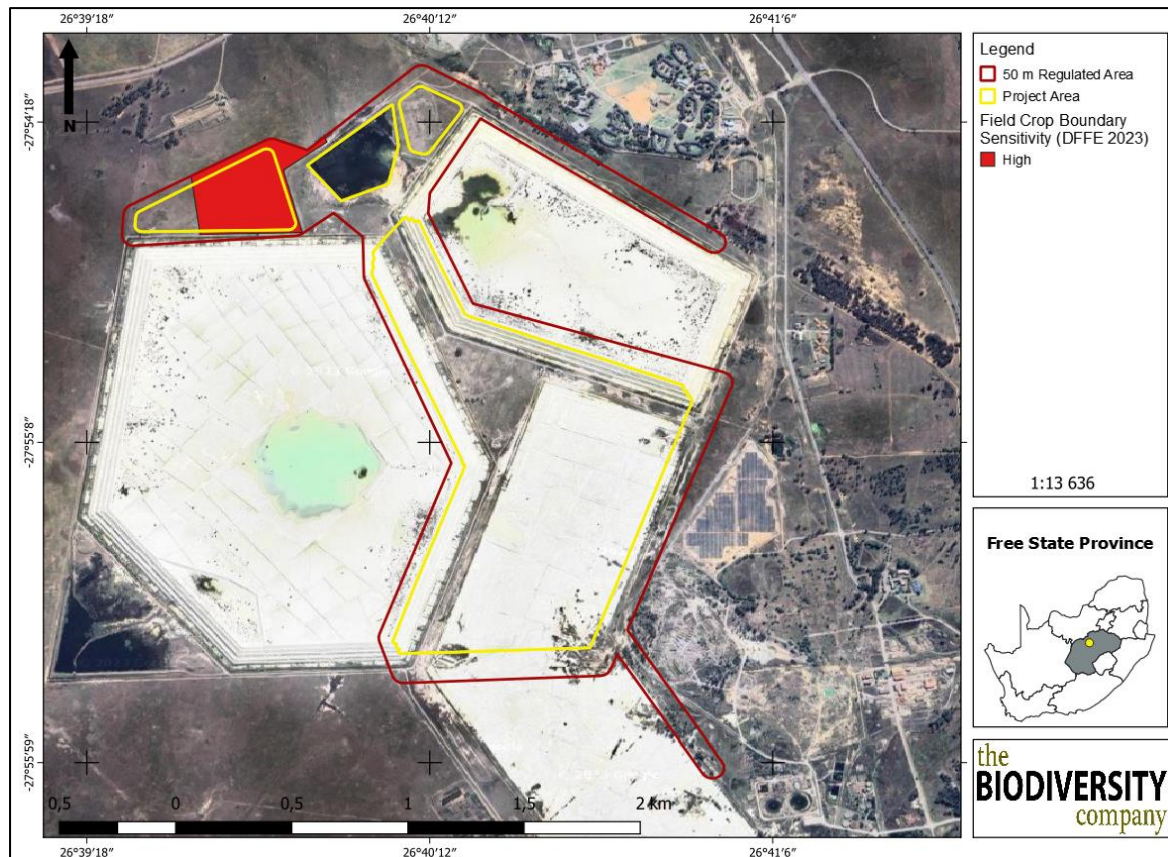 26°39'18" 26°40'12" 26°41'6"
-27°54'18"
-27°55'8"
-27°55'59"
N
0,5 0 0,5 1 1,5 2 km
26°39'18" 26°40'12" 26°41'6"
Legend
50 m Regulated Area
Project Area
Field Crop Boundary
Sensitivity (DFFE 2023)
High
1:13 636
Free State Province
the
BIODIVERSITY
company